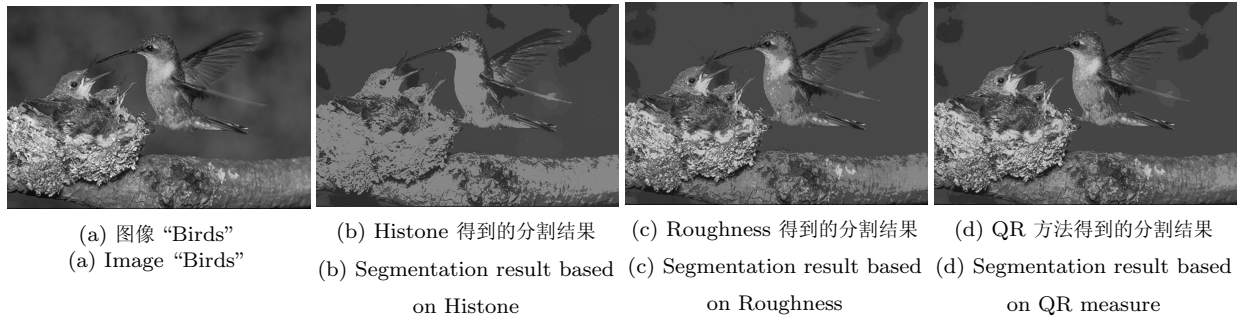 (a) 图像 “Birds”
(a) Image “Birds”
(b) Histone 得到的分割结果
(b) Segmentation result based
on Histone
(c) Roughness 得到的分割结果
(c) Segmentation result based
on Roughness
(d) QR 方法得到的分割结果
(d) Segmentation result based
on QR measure